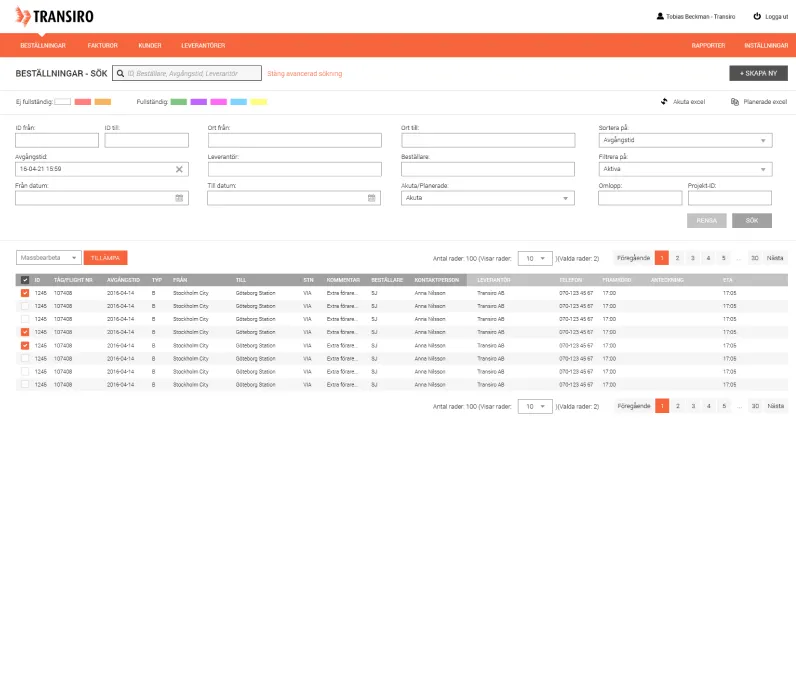 TRANSIRO
Tobias Beckman - Transiro Logga ut
BESTÄLLNINGAR FAKTOROR KUNDER LEVERANTÖRER RAPPORTER INSTÄLLNINGAR
BESTÄLLNINGAR - SÖK ID, Beställare, Avgångstid, Leverantör Stäng avancerad sökning + SKAPA NY
Ej fullständig: Fullständig: Akuta excel Planerade excel
ID från: ID till: Ort från: Ort till: Sortera på:
Avgångstid
Avgångstid: Leverantör: Beställare: Filtrera på:
16-04-21 15:59 Aktiva
Från datum: Till datum: Akuta/Planerade: Omlopp: Projekt-ID:
Akuta
RENSA SÖK
Massbearbeta TILLÄMPA Antal rader: 100 (Visar rader: 10 )(Valda rader: 2) Föregående 1 2 3 4 5 ... 30 Nästa
ID TÅG/FLIGHT NR AVGÅNGSTID TYP FRÅN TILL STN KOMMENTAR BESTÄLLARE KONTAKTPERSON LEVERANTÖR TELEFON FRAMKÖRD ANTECKNING ETA
1245 107408 2016-04-14 B Stockholm City Göteborg Station VIA Extra förare... SJ Anna Nilsson Transiro AB 070-123 45 67 17:00 17:05
1245 107408 2016-04-14 B Stockholm City Göteborg Station VIA Extra förare... SJ Anna Nilsson Transiro AB 070-123 45 67 17:00 17:05
1245 107408 2016-04-14 B Stockholm City Göteborg Station VIA Extra förare... SJ Anna Nilsson Transiro AB 070-123 45 67 17:00 17:05
1245 107408 2016-04-14 B Stockholm City Göteborg Station VIA Extra förare... SJ Anna Nilsson Transiro AB 070-123 45 67 17:00 17:05
1245 107408 2016-04-14 B Stockholm City Göteborg Station VIA Extra förare... SJ Anna Nilsson Transiro AB 070-123 45 67 17:00 17:05
1245 107408 2016-04-14 B Stockholm City Göteborg Station VIA Extra förare... SJ Anna Nilsson Transiro AB 070-123 45 67 17:00 17:05
1245 107408 2016-04-14 B Stockholm City Göteborg Station VIA Extra förare... SJ Anna Nilsson Transiro AB 070-123 45 67 17:00 17:05
1245 107408 2016-04-14 B Stockholm City Göteborg Station VIA Extra förare... SJ Anna Nilsson Transiro AB 070-123 45 67 17:00 17:05
Antal rader: 100 (Visar rader: 10 )(Valda rader: 2) Föregående 1 2 3 4 5 ... 30 Nästa